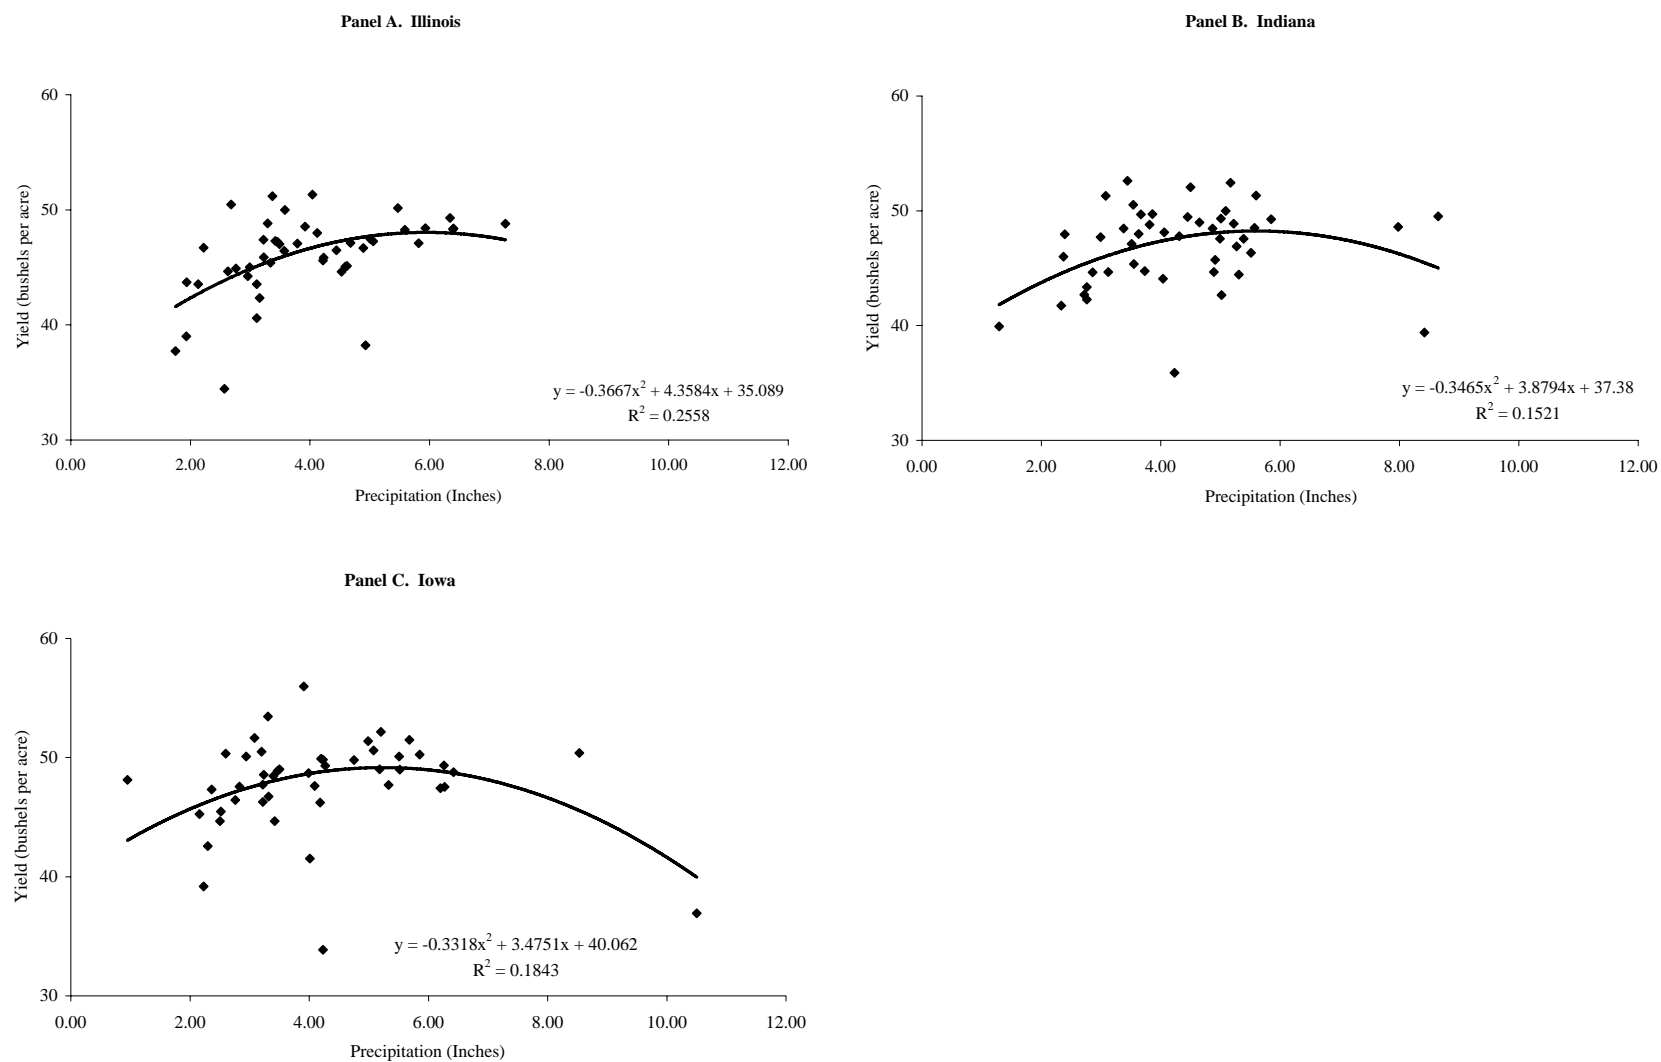 Panel A. Illinois
60
50
40
30
Yield (bushels per acre)
y = -0.3667x² + 4.3584x + 35.089
R² = 0.2558
0.00 2.00 4.00 6.00 8.00 10.00 12.00
Precipitation (Inches)
Panel B. Indiana
60
50
40
30
Yield (bushels per acre)
y = -0.3465x² + 3.8794x + 37.38
R² = 0.1521
0.00 2.00 4.00 6.00 8.00 10.00 12.00
Precipitation (Inches)
Panel C. Iowa
60
50
40
30
Yield (bushels per acre)
y = -0.3318x² + 3.4751x + 40.062
R² = 0.1843
0.00 2.00 4.00 6.00 8.00 10.00 12.00
Precipitation (Inches)